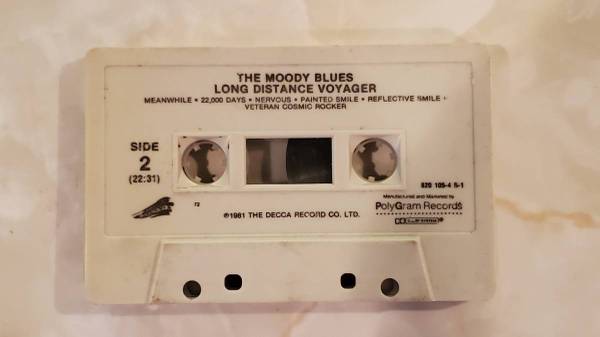 THE MOODY BLUES
LONG DISTANCE VOYAGER
MEANWHILE • 22,000 DAYS • NERVOUS • PAINTED SMILE • REFLECTIVE SMILE •
VETERAN COSMIC ROCKER
SIDE
2
(22:31)
820 105-4 R-1
Manufactured and Marketed by
PolyGram Records
72
℗1981 THE DECCA RECORD CO. LTD.